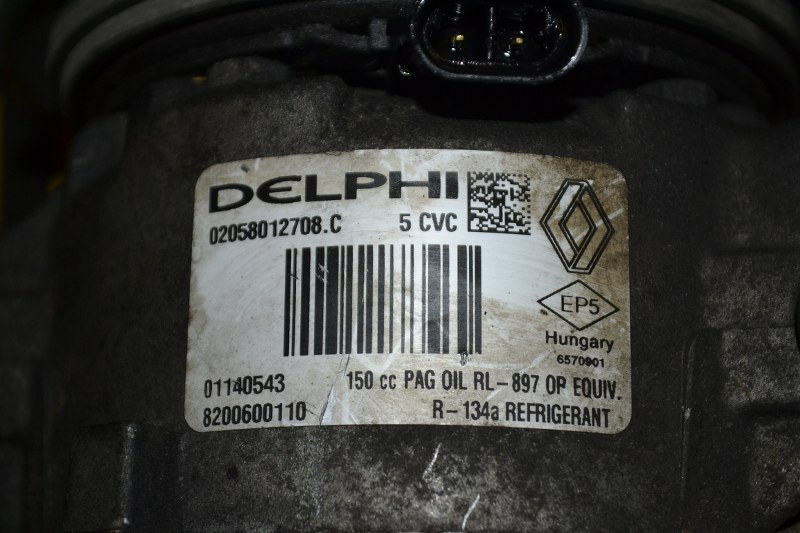 DELPHI
02058012708.C 5 CVC
EP5
Hungary
6570901
01140543 150 cc PAG OIL RL-897 OP EQUIV.
8200600110 R-134a REFRIGERANT